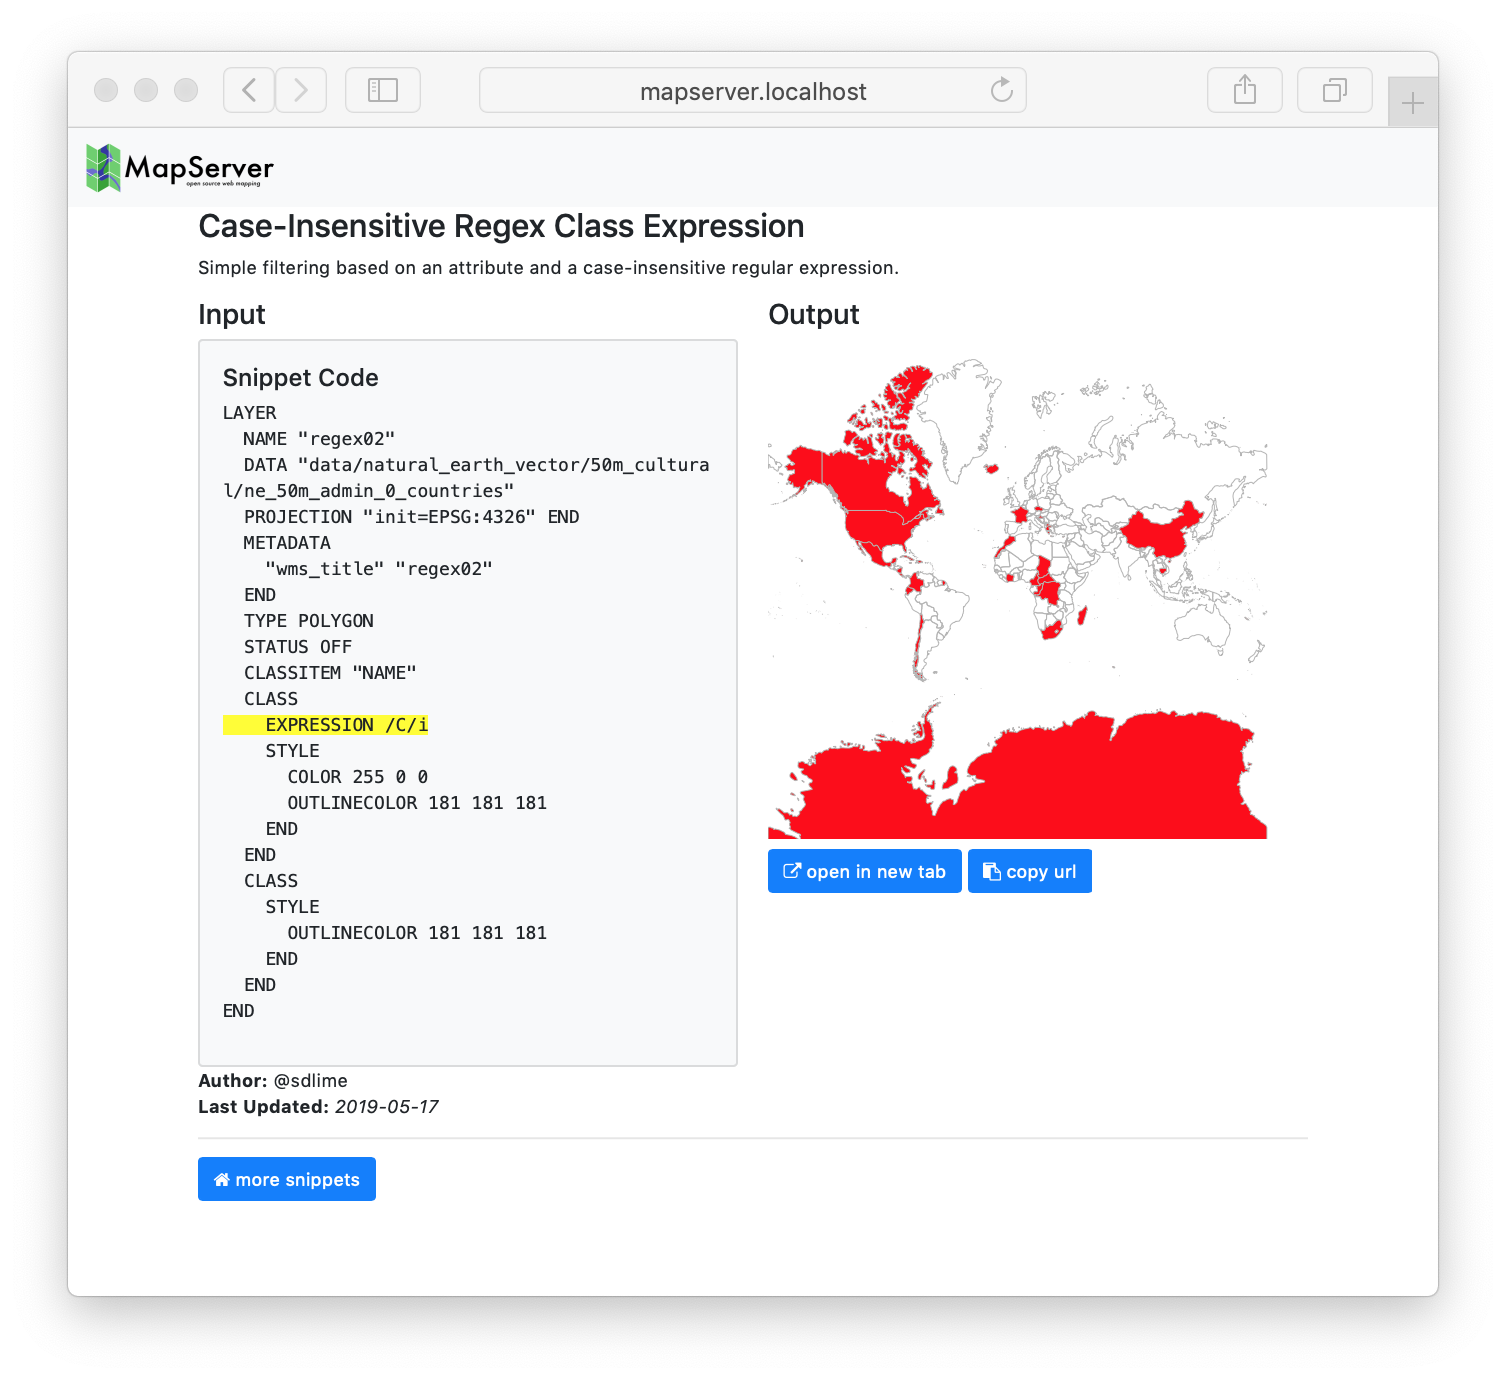 mapserver.localhost
MapServer
open source web mapping
Case-Insensitive Regex Class Expression
Simple filtering based on an attribute and a case-insensitive regular expression.
Input
Snippet Code
LAYER
  NAME "regex02"
  DATA "data/natural_earth_vector/50m_cultura
l/ne_50m_admin_0_countries"
  PROJECTION "init=EPSG:4326" END
  METADATA
    "wms_title" "regex02"
  END
  TYPE POLYGON
  STATUS OFF
  CLASSITEM "NAME"
  CLASS
    EXPRESSION /C/i
    STYLE
      COLOR 255 0 0
      OUTLINECOLOR 181 181 181
    END
  END
  CLASS
    STYLE
      OUTLINECOLOR 181 181 181
    END
  END
END
Author: @sdlime
Last Updated: 2019-05-17
more snippets
Output
open in new tab
copy url